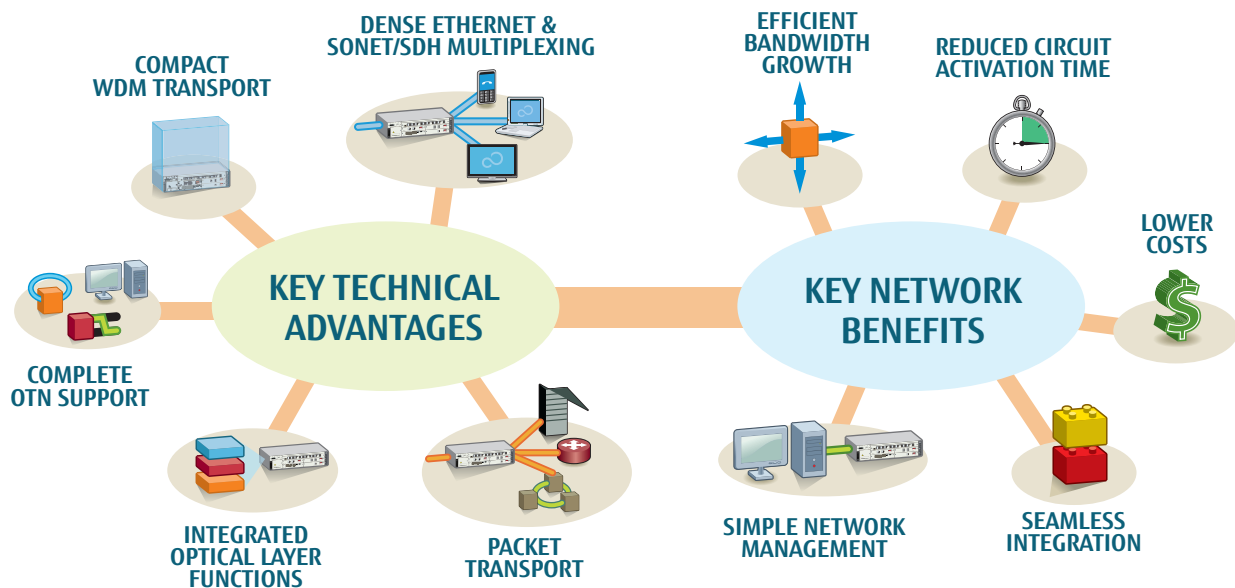 COMPACT
WDM TRANSPORT
DENSE ETHERNET &
SONET/SDH MULTIPLEXING
KEY TECHNICAL
ADVANTAGES
COMPLETE
OTN SUPPORT
INTEGRATED
OPTICAL LAYER
FUNCTIONS
PACKET
TRANSPORT
EFFICIENT
BANDWIDTH
GROWTH
REDUCED CIRCUIT
ACTIVATION TIME
KEY NETWORK
BENEFITS
LOWER
COSTS
SIMPLE NETWORK
MANAGEMENT
SEAMLESS
INTEGRATION